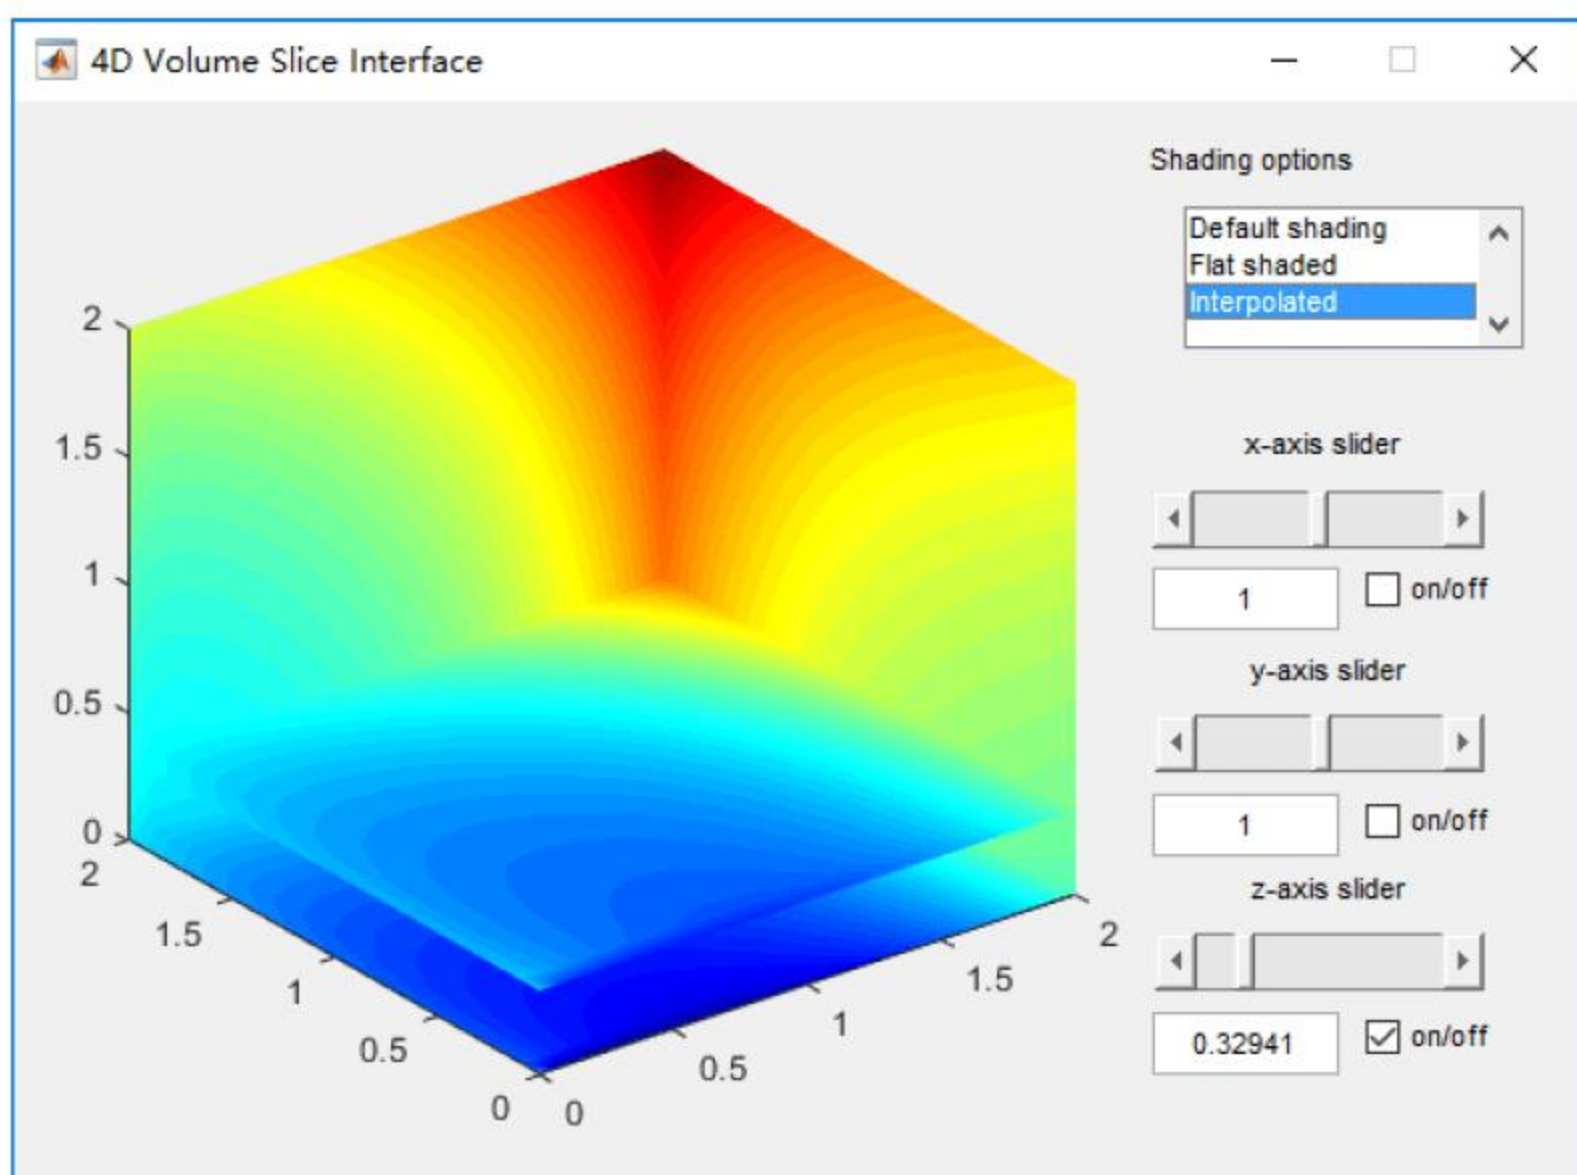 4D Volume Slice Interface
Shading options
Default shading
Flat shaded
Interpolated
x-axis slider
1
on/off
y-axis slider
1
on/off
z-axis slider
0.32941
on/off
2
1.5
1
0.5
0
2
1.5
1
0.5
0
0
0.5
1
1.5
2